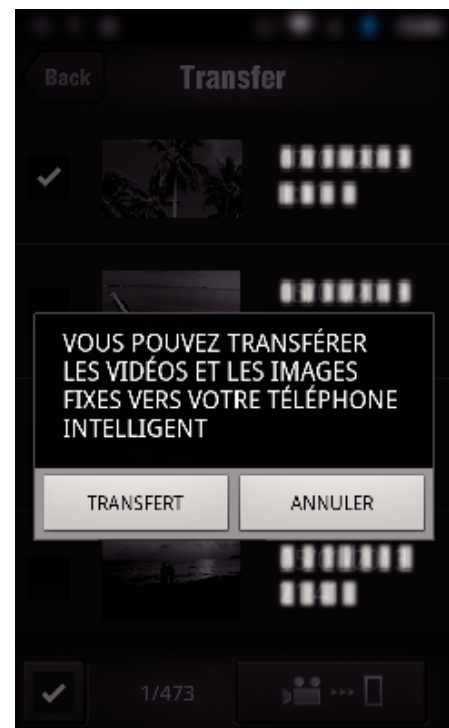 Back
Transfer
VOUS POUVEZ TRANSFÉRER
LES VIDÉOS ET LES IMAGES
FIXES VERS VOTRE TÉLÉPHONE
INTELLIGENT
TRANSFERT
ANNULER
1/473